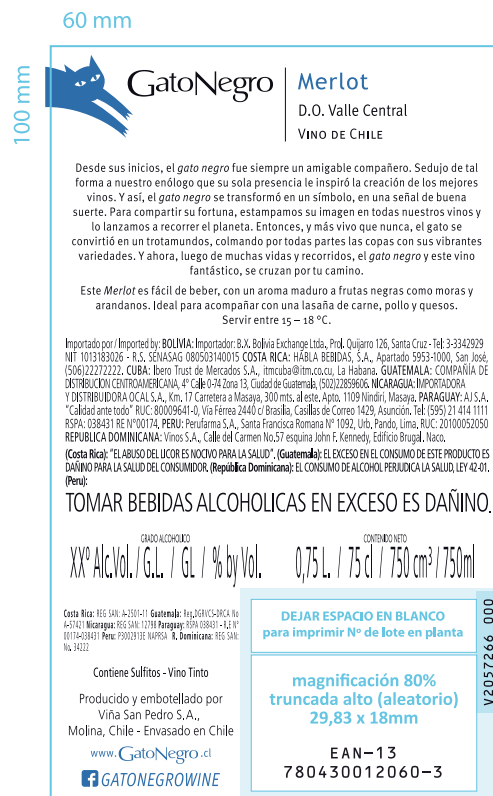 60 mm
100 mm
GatoNegro
Merlot
D.O. Valle Central
VINO DE CHILE
Desde sus inicios, el gato negro fue siempre un amigable compañero. Sedujo de tal
forma a nuestro enólogo que su sola presencia le inspiró la creación de los mejores
vinos. Y así, el gato negro se transformó en un símbolo, en una señal de buena
suerte. Para compartir su fortuna, estampamos su imagen en todas nuestros vinos y
lo lanzamos a recorrer el planeta. Entonces, y más vivo que nunca, el gato se
convirtió en un trotamundos, colmando por todas partes las copas con sus vibrantes
variedades. Y ahora, luego de muchas vidas y recorridos, el gato negro y este vino
fantástico, se cruzan por tu camino.
Este Merlot es fácil de beber, con un aroma maduro a frutas negras como moras y
arandanos. Ideal para acompañar con una lasaña de carne, pollo y quesos.
Servir entre 15 – 18 °C.
Importado por / Imported by: BOLIVIA: Importador: B.X. Bolivia Exchange Ltda., Prol. Quijarro 126, Santa Cruz - Tel: 3-3342929
NIT 1013183026 - R.S. SENASAG 080503140015 COSTA RICA: HABLA BEBIDAS, S.A., Apartado 5953-1000, San José,
(506)22272222. CUBA: Ibero Trust de Mercados S.A., itmcuba@itm.co.cu, La Habana. GUATEMALA: COMPAÑÍA DE
DISTRIBUCION CENTROAMERICANA, 4° Calle 0-74 Zona 13, Ciudad de Guatemala, (502)22859606. NICARAGUA: IMPORTADORA
Y DISTRIBUIDORA OCAL S.A., Km. 17 Carretera a Masaya, 300 mts. al este. Apto. 1109 Nindirí, Masaya. PARAGUAY: AJ S.A.
"Calidad ante todo" RUC: 80009641-0, Vía Férrea 2440 c/ Brasilia, Casillas de Correo 1429, Asunción. Tel: (595) 21 414 1111
RSPA: 038431 RE N°00174, PERU: Perufarma S.A., Santa Francisca Romana N° 1092, Urb. Pando, Lima, RUC: 20100052050
REPUBLICA DOMINICANA: Vinos S.A., Calle del Carmen No.57 esquina John F. Kennedy, Edificio Brugal. Naco.
(Costa Rica): "EL ABUSO DEL LICOR ES NOCIVO PARA LA SALUD". (Guatemala): EL EXCESO EN EL CONSUMO DE ESTE PRODUCTO ES
DAÑINO PARA LA SALUD DEL CONSUMIDOR. (República Dominicana): EL CONSUMO DE ALCOHOL PERJUDICA LA SALUD, LEY 42-01.
(Peru):
TOMAR BEBIDAS ALCOHOLICAS EN EXCESO ES DAÑINO.
GRADO ALCOHOLICO
CONTENIDO NETO
XX° Alc.Vol. / G.L. / GL / % by Vol.
0,75 L. / 75 cl / 750 cm³ / 750ml
Costa Rica: REG SAN: A-2501-11 Guatemala: Reg.DGRVCS-DRCA No
A-57421 Nicaragua: REG SAN: 12798 Paraguay: RSPA 038431 - R.E N°
00174-038431 Peru: P3002913E NAPRSA R. Dominicana: REG SAN:
No. 34222
Contiene Sulfitos - Vino Tinto
Producido y embotellado por
Viña San Pedro S.A.,
Molina, Chile - Envasado en Chile
www.GatoNegro.cl
f GATONEGROWINE
DEJAR ESPACIO EN BLANCO
para imprimir Nº de lote en planta
magnificación 80%
truncada alto (aleatorio)
29,83 x 18mm
EAN-13
780430012060-3
V2057266 000